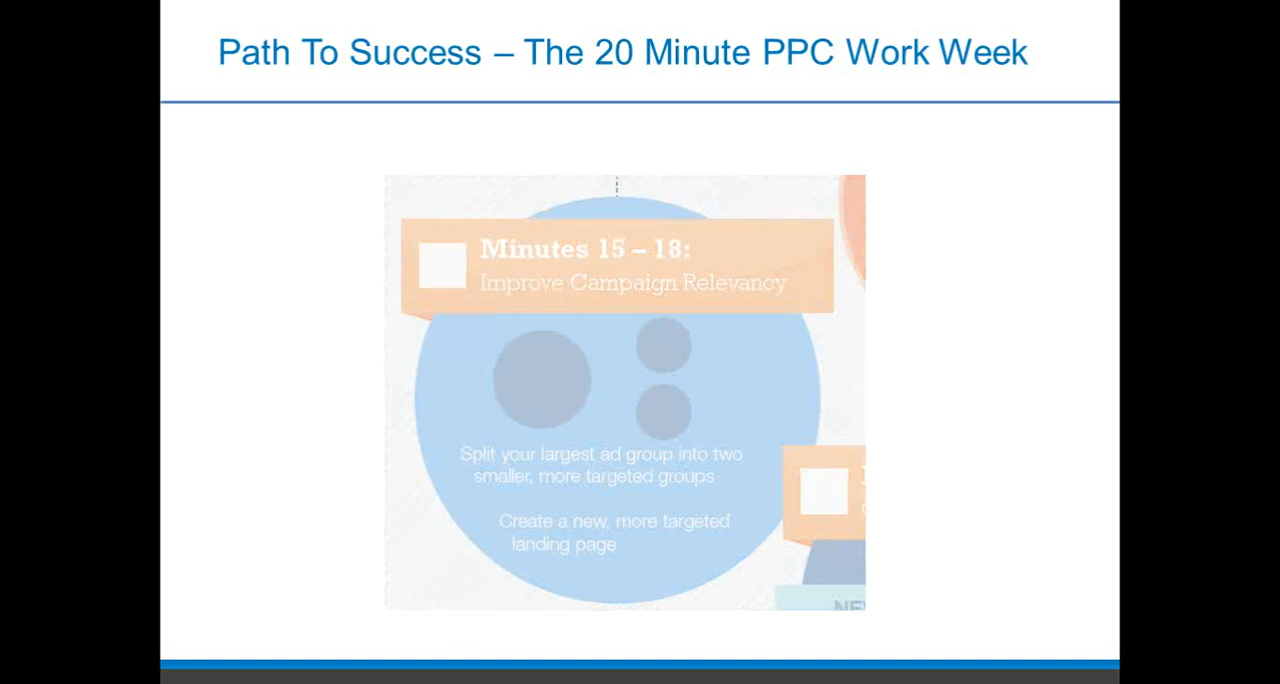 Path To Success – The 20 Minute PPC Work Week
Minutes 15 – 18:
Improve Campaign Relevancy
Split your largest ad group into two
smaller, more targeted groups
Create a new, more targeted
landing page